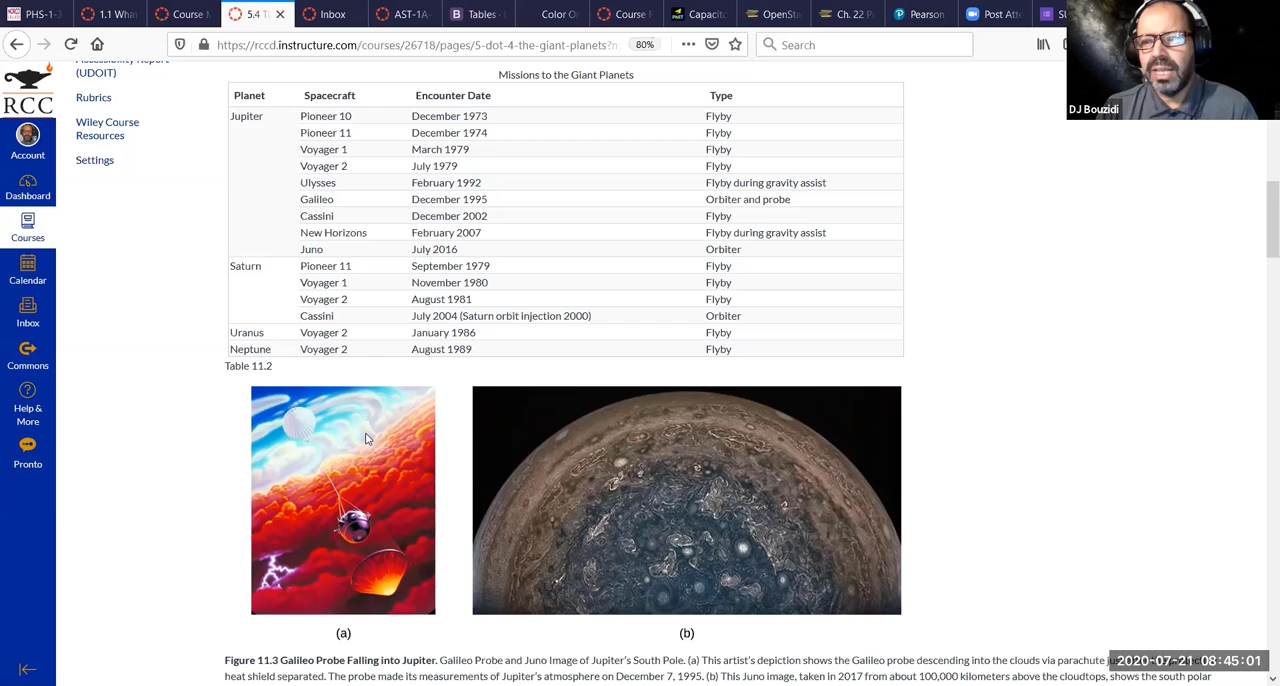 PHS-1-3
1.1 Wha
Course M
5.4 T
Inbox
AST-1A-
Tables -
Color O
Course R
Capacit
OpenSta
Ch. 22 P
Pearson
Post Atte
SU
https://rccd.instructure.com/courses/26718/pages/5-dot-4-the-giant-planets?m
80%
Search
DJ Bouzidi
RCC
Account
Dashboard
Courses
Calendar
Inbox
Commons
Help &
More
Pronto
Accessibility Report
(UDOIT)
Rubrics
Wiley Course
Resources
Settings
Missions to the Giant Planets
Planet Spacecraft Encounter Date Type
Jupiter Pioneer 10 December 1973 Flyby
Pioneer 11 December 1974 Flyby
Voyager 1 March 1979 Flyby
Voyager 2 July 1979 Flyby
Ulysses February 1992 Flyby during gravity assist
Galileo December 1995 Orbiter and probe
Cassini December 2002 Flyby
New Horizons February 2007 Flyby during gravity assist
Juno July 2016 Orbiter
Saturn Pioneer 11 September 1979 Flyby
Voyager 1 November 1980 Flyby
Voyager 2 August 1981 Flyby
Cassini July 2004 (Saturn orbit injection 2000) Orbiter
Uranus Voyager 2 January 1986 Flyby
Neptune Voyager 2 August 1989 Flyby
Table 11.2
(a) (b)
Figure 11.3 Galileo Probe Falling into Jupiter. Galileo Probe and Juno Image of Jupiter's South Pole. (a) This artist's depiction shows the Galileo probe descending into the clouds via parachute
heat shield separated. The probe made its measurements of Jupiter's atmosphere on December 7, 1995. (b) This Juno image, taken in 2017 from about 100,000 kilometers above the cloudtops, shows the south polar
2020-07-21 08:45:01